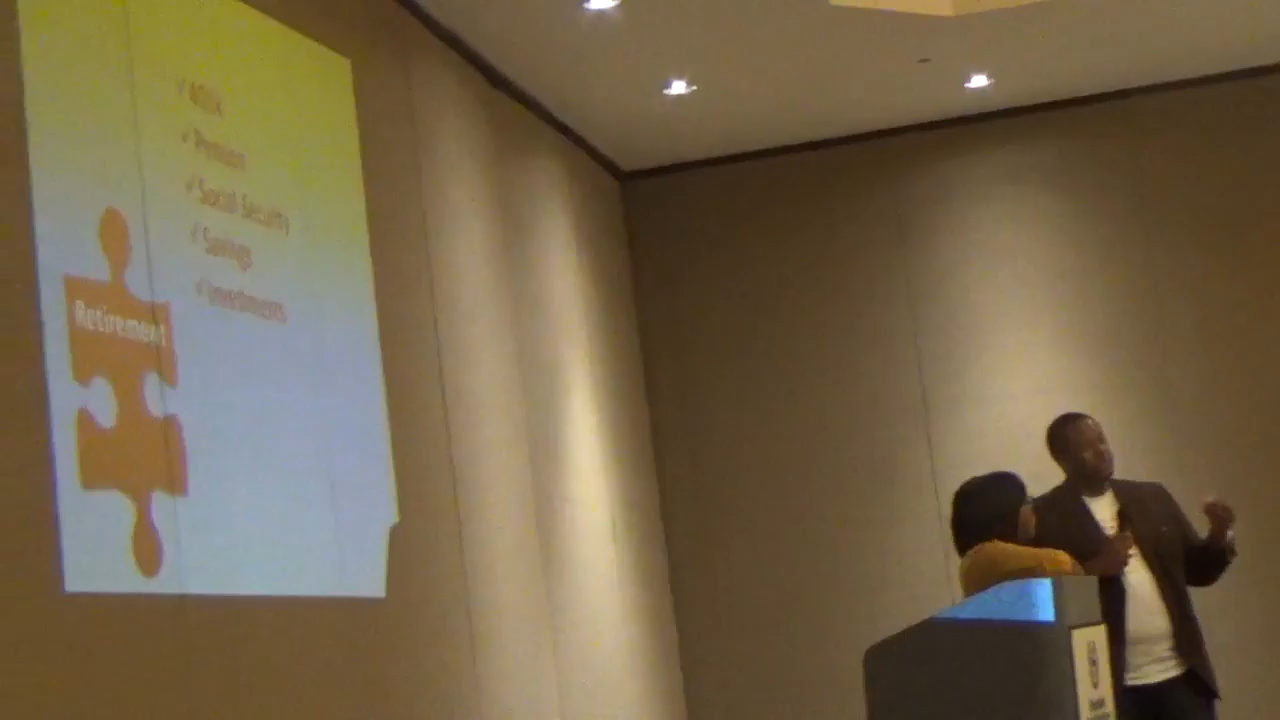 ✓ 401k
✓ Pension
✓ Social Security
✓ Savings
✓ Investments
Retirement